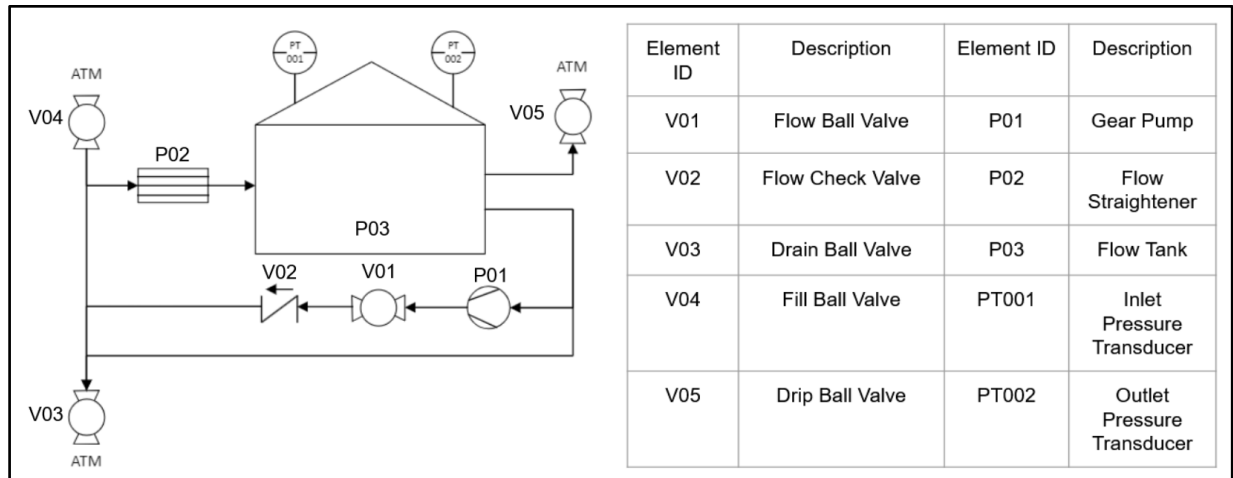 PT
001
PT
002
ATM
V04
ATM
V05
P02
P03
V02
V01
P01
V03
ATM
Element ID Description Element ID Description
V01 Flow Ball Valve P01 Gear Pump
V02 Flow Check Valve P02 Flow Straightener
V03 Drain Ball Valve P03 Flow Tank
V04 Fill Ball Valve PT001 Inlet Pressure Transducer
V05 Drip Ball Valve PT002 Outlet Pressure Transducer